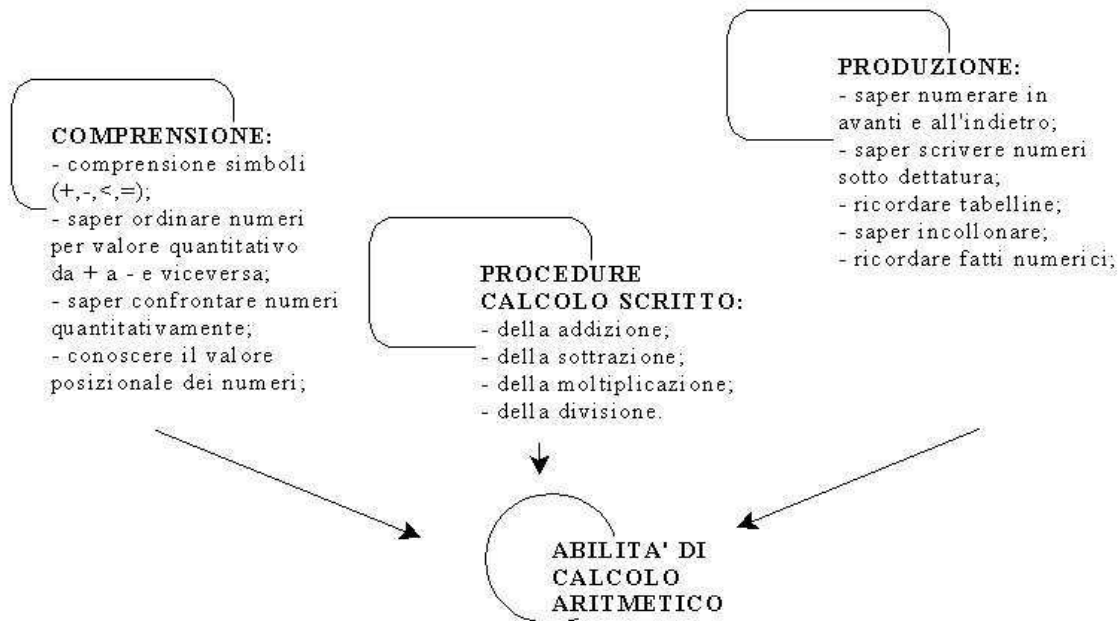 COMPRENSIONE:
- comprensione simboli
(+,-,<,=);
- saper ordinare numeri
per valore quantitativo
da + a - e viceversa;
- saper confrontare numeri
quantitativamente;
- conoscere il valore
posizionale dei numeri;
PROCEDURE
CALCOLO SCRITTO:
- della addizione;
- della sottrazione;
- della moltiplicazione;
- della divisione.
PRODUZIONE:
- saper numerare in
avanti e all'indietro;
- saper scrivere numeri
sotto dettatura;
- ricordare tabelline;
- saper incollonare;
- ricordare fatti numerici;
ABILITA' DI
CALCOLO
ARITMETICO